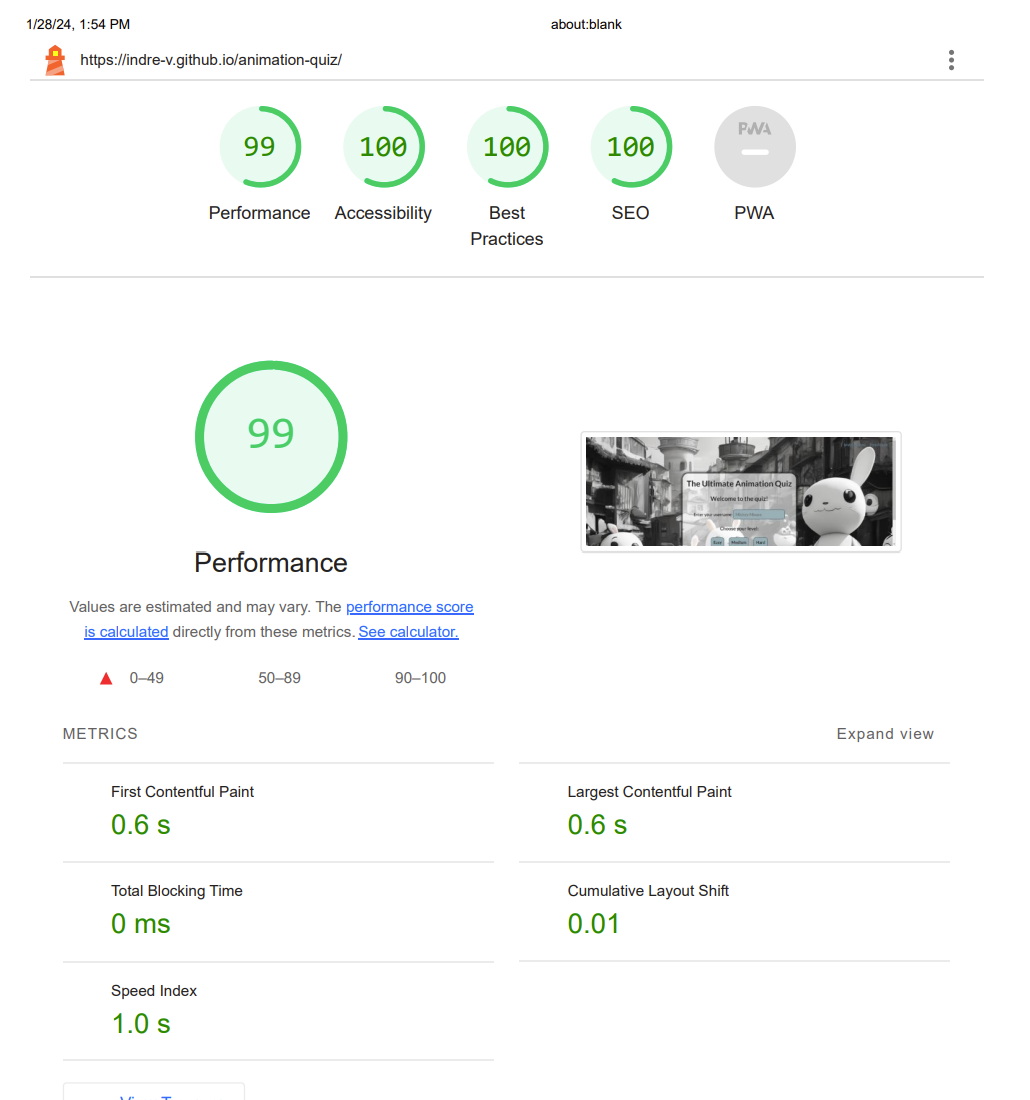 1/28/24, 1:54 PM about:blank
https://indre-v.github.io/animation-quiz/
99 100 100 100 PWA
Performance Accessibility Best Practices SEO PWA
99
The Ultimate Animation Quiz
Welcome to the quiz!
Enter your username
Choose your level:
Easy Medium Hard
Performance
Values are estimated and may vary. The performance score
is calculated directly from these metrics. See calculator.
0–49 50–89 90–100
METRICS Expand view
First Contentful Paint Largest Contentful Paint
0.6 s 0.6 s
Total Blocking Time Cumulative Layout Shift
0 ms 0.01
Speed Index
1.0 s